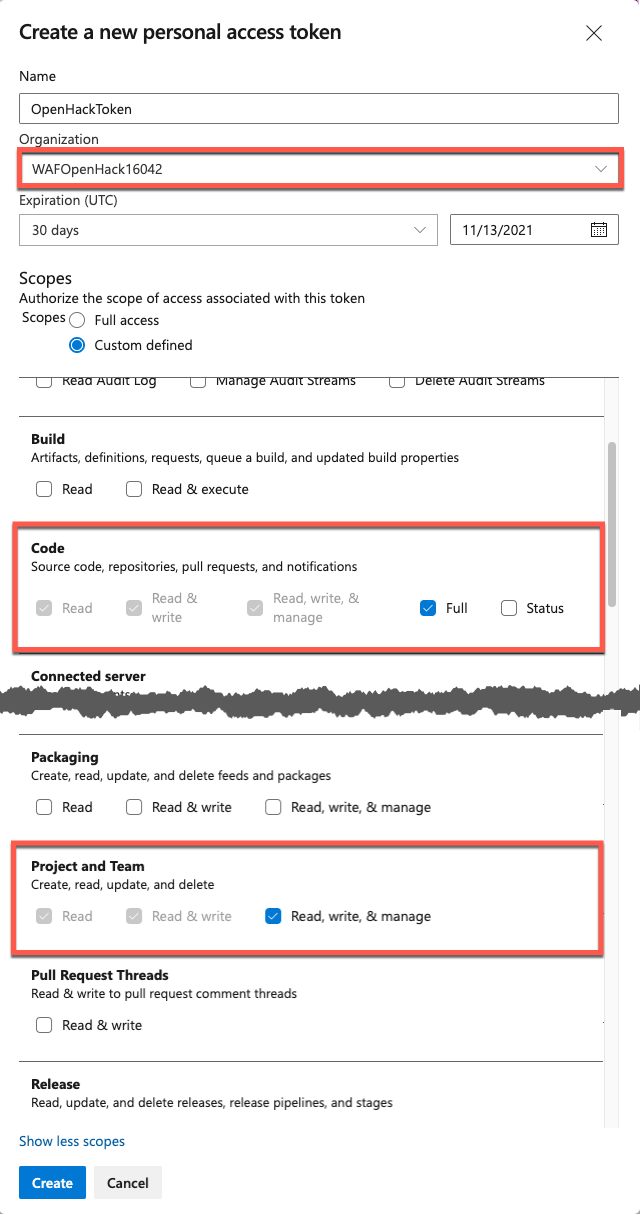 Create a new personal access token
Name
OpenHackToken
Organization
WAFOpenHack16042
Expiration (UTC)
30 days
11/13/2021
Scopes
Authorize the scope of access associated with this token
Scopes
Full access
Custom defined
Read Audit Log Manage Audit Streams Delete Audit Streams
Build
Artifacts, definitions, requests, queue a build, and updated build properties
Read Read & execute
Code
Source code, repositories, pull requests, and notifications
Read Read & write Read, write, & manage Full Status
Connected server
Packaging
Create, read, update, and delete feeds and packages
Read Read & write Read, write, & manage
Project and Team
Create, read, update, and delete
Read Read & write Read, write, & manage
Pull Request Threads
Read & write to pull request comment threads
Read & write
Release
Read, update, and delete releases, release pipelines, and stages
Show less scopes
Create Cancel